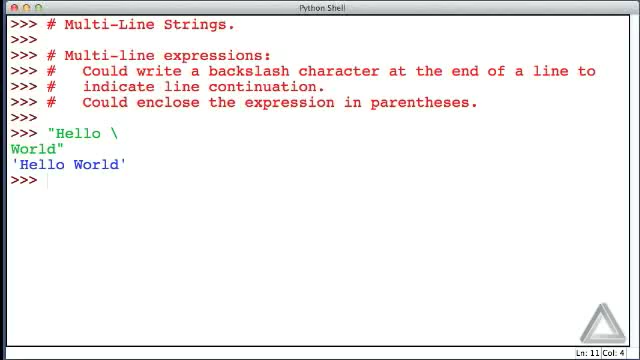 Python Shell
>>> # Multi-Line Strings.
>>>
>>> # Multi-line expressions:
>>> #   Could write a backslash character at the end of a line to
>>> #   indicate line continuation.
>>> #   Could enclose the expression in parentheses.
>>>
>>> "Hello \
World"
'Hello World'
>>>
Ln: 11 Col: 4